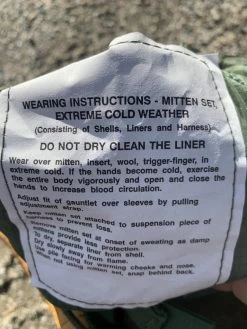 WEARING INSTRUCTIONS - MITTEN SET,
EXTREME COLD WEATHER
(Consisting of Shells, Liners and Harness)
DO NOT DRY CLEAN THE LINER
Wear over mitten, insert, wool, trigger-finger, in
extreme cold. If the hands become cold, exercise
the entire body vigorously and open and close the
hands to increase blood circulation.
Adjust fit of gauntlet over sleeves by pulling
adjustment strap.
Keep mitten set attached to suspension piece of
harness to prevent loss.
Remove mitten set at onset of sweating as damp
mittens provide less protection.
To dry, separate liner from shell.
Dry slowly away from flame.
Use pile facing for warming cheeks and nose.
When not using mitten set, snap behind back.